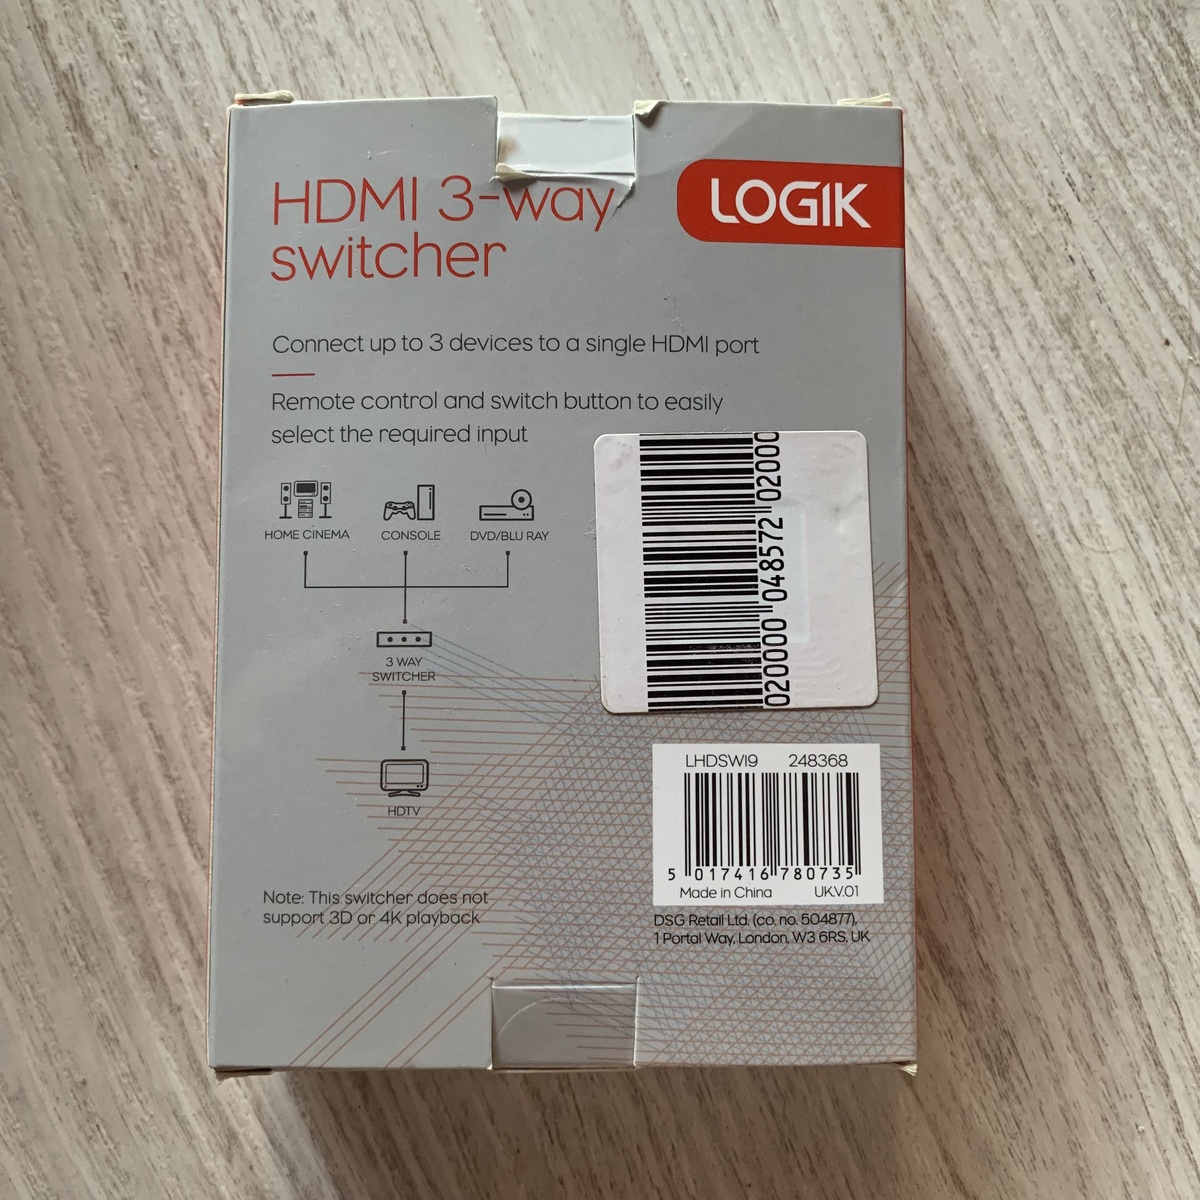 HDMI 3-way
switcher
LOGIK
Connect up to 3 devices to a single HDMI port
Remote control and switch button to easily
select the required input
HOME CINEMA
CONSOLE
DVD/BLU RAY
3 WAY
SWITCHER
HDTV
020000 048572 02000
LHDSWI9 248368
5 017416 780735
Made in China UK.V.01
Note: This switcher does not
support 3D or 4K playback
DSG Retail Ltd. (co. no. 504877),
1 Portal Way, London, W3 6RS, UK